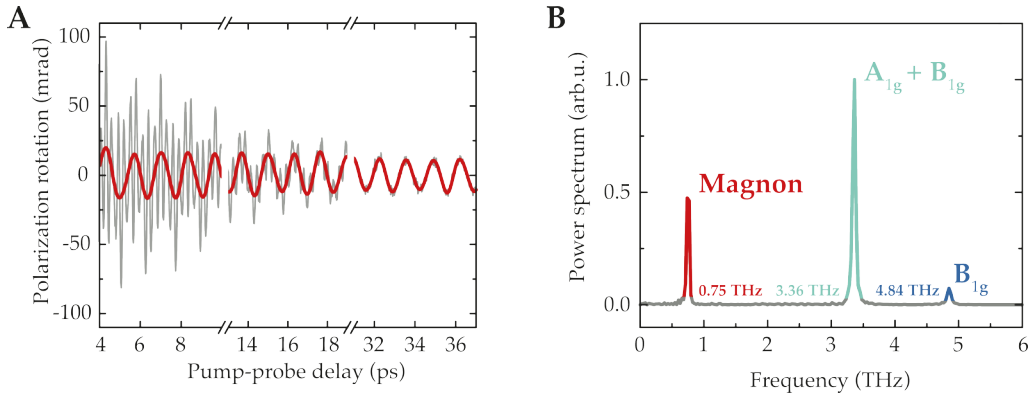 A
Polarization rotation (mrad)
100
50
0
-50
-100
4 6 8 14 16 18 32 34 36
Pump-probe delay (ps)
B
Power spectrum (arb.u.)
1.0
0.5
0.0
A1g + B1g
Magnon
B1g
0.75 THz 3.36 THz 4.84 THz
0 1 2 3 4 5 6
Frequency (THz)